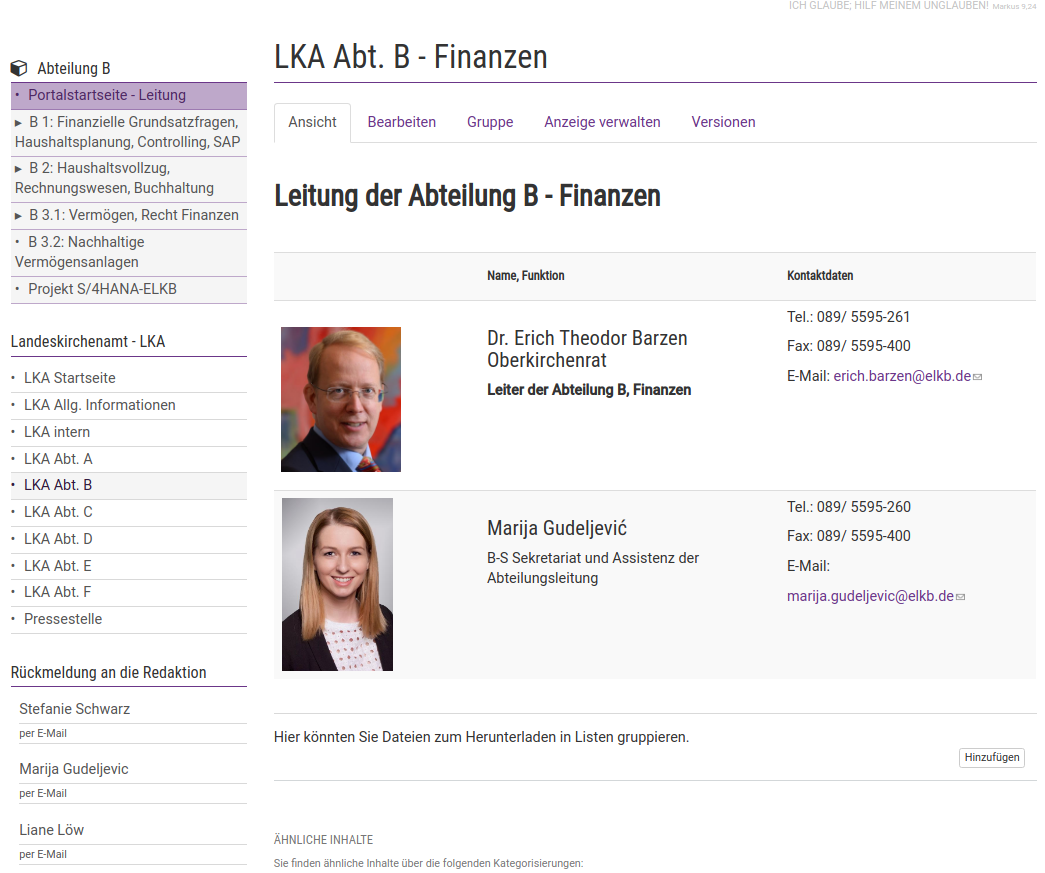 ICH GLAUBE; HILF MEINEM UNGLAUBEN! Markus 9,24
Abteilung B
• Portalstartseite - Leitung
▸ B 1: Finanzielle Grundsatzfragen,
Haushaltsplanung, Controlling, SAP
▸ B 2: Haushaltsvollzug,
Rechnungswesen, Buchhaltung
▸ B 3.1: Vermögen, Recht Finanzen
• B 3.2: Nachhaltige
Vermögensanlagen
• Projekt S/4HANA-ELKB
Landeskirchenamt - LKA
• LKA Startseite
• LKA Allg. Informationen
• LKA intern
• LKA Abt. A
• LKA Abt. B
• LKA Abt. C
• LKA Abt. D
• LKA Abt. E
• LKA Abt. F
• Pressestelle
Rückmeldung an die Redaktion
Stefanie Schwarz
per E-Mail
Marija Gudeljevic
per E-Mail
Liane Löw
per E-Mail
LKA Abt. B - Finanzen
Ansicht Bearbeiten Gruppe Anzeige verwalten Versionen
Leitung der Abteilung B - Finanzen
Name, Funktion Kontaktdaten
Dr. Erich Theodor Barzen
Oberkirchenrat
Leiter der Abteilung B, Finanzen
Tel.: 089/ 5595-261
Fax: 089/ 5595-400
E-Mail: erich.barzen@elkb.de
Marija Gudeljević
B-S Sekretariat und Assistenz der
Abteilungsleitung
Tel.: 089/ 5595-260
Fax: 089/ 5595-400
E-Mail:
marija.gudeljevic@elkb.de
Hier könnten Sie Dateien zum Herunterladen in Listen gruppieren.
Hinzufügen
ÄHNLICHE INHALTE
Sie finden ähnliche Inhalte über die folgenden Kategorisierungen: